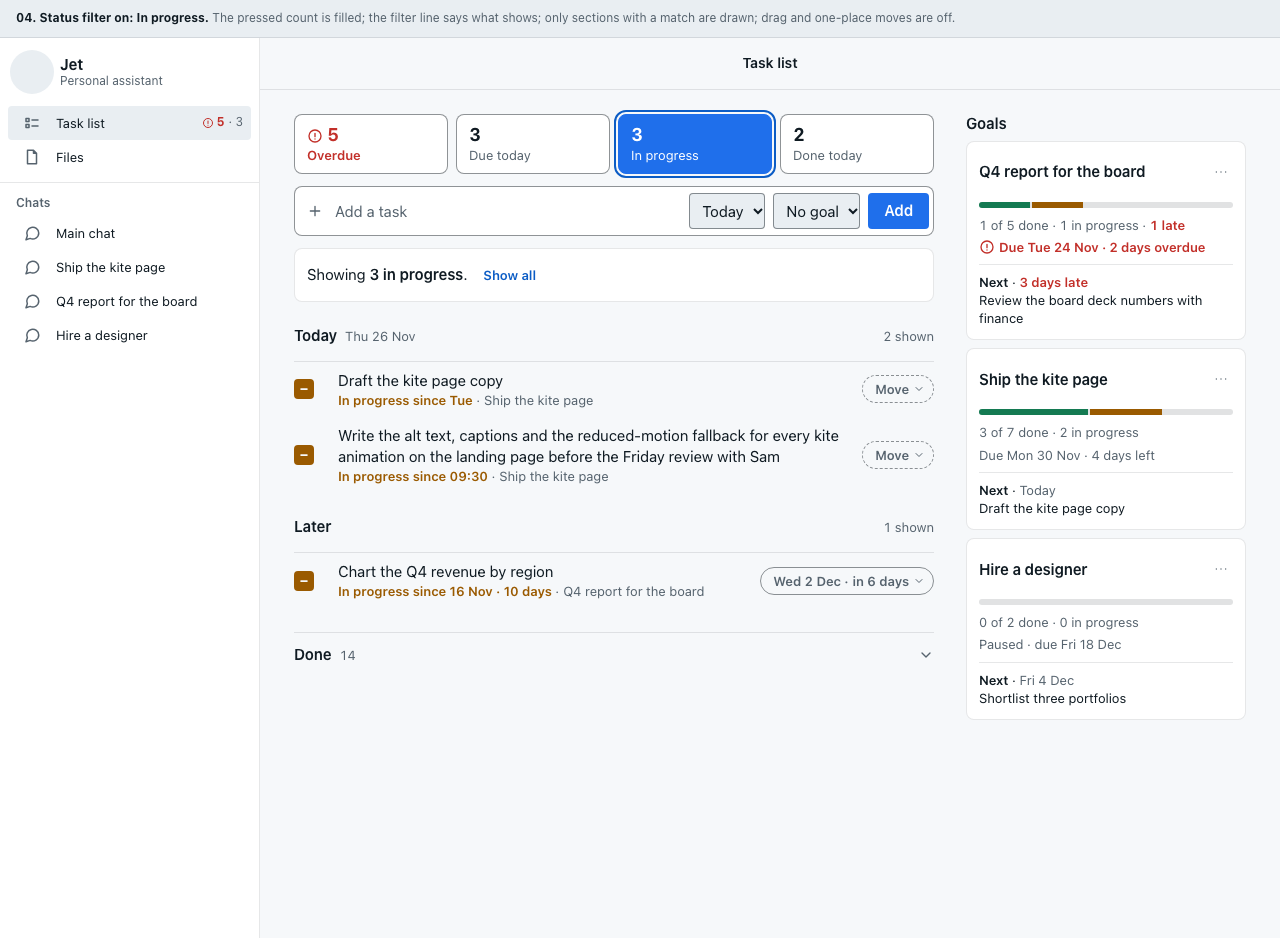 04. Status filter on: In progress. The pressed count is filled; the filter line says what shows; only sections with a match are drawn; drag and one-place moves are off.
Jet
Personal assistant
Task list 5 · 3
Files
Chats
Main chat
Ship the kite page
Q4 report for the board
Hire a designer
Task list
5
Overdue
3
Due today
3
In progress
2
Done today
Add a task Today No goal Add
Showing 3 in progress. Show all
Today Thu 26 Nov 2 shown
Draft the kite page copy
In progress since Tue · Ship the kite page
Move
Write the alt text, captions and the reduced-motion fallback for every kite
animation on the landing page before the Friday review with Sam
In progress since 09:30 · Ship the kite page
Move
Later 1 shown
Chart the Q4 revenue by region
In progress since 16 Nov · 10 days · Q4 report for the board
Wed 2 Dec · in 6 days
Done 14
Goals
Q4 report for the board
1 of 5 done · 1 in progress · 1 late
Due Tue 24 Nov · 2 days overdue
Next · 3 days late
Review the board deck numbers with
finance
Ship the kite page
3 of 7 done · 2 in progress
Due Mon 30 Nov · 4 days left
Next · Today
Draft the kite page copy
Hire a designer
0 of 2 done · 0 in progress
Paused · due Fri 18 Dec
Next · Fri 4 Dec
Shortlist three portfolios